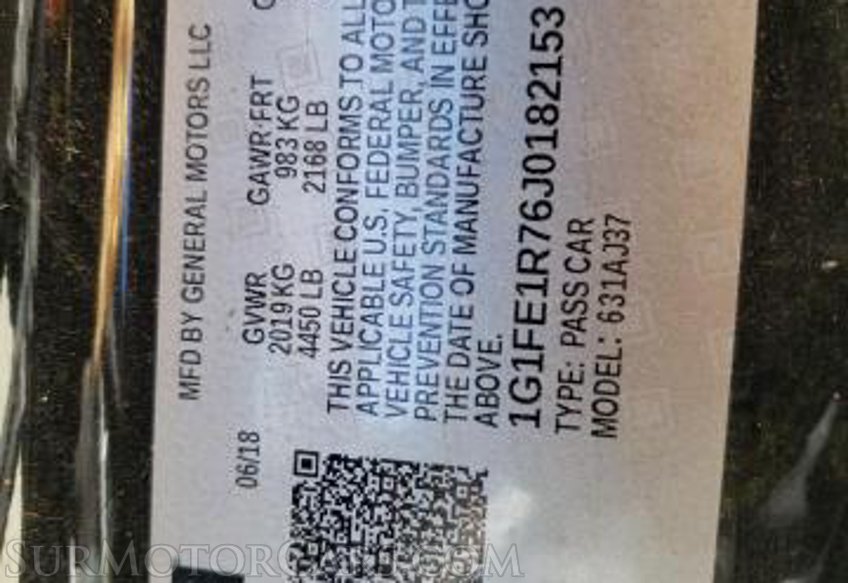 MFD BY GENERAL MOTORS LLC
06/18 GVWR GAWR FRT
2019 KG 983 KG
4450 LB 2168 LB
THIS VEHICLE CONFORMS TO ALL
APPLICABLE U.S. FEDERAL MOTO
VEHICLE SAFETY, BUMPER, AND T
PREVENTION STANDARDS IN EFFE
THE DATE OF MANUFACTURE SHO
ABOVE.
1G1FE1R76J0182153
TYPE: PASS CAR
MODEL: 631AJ37